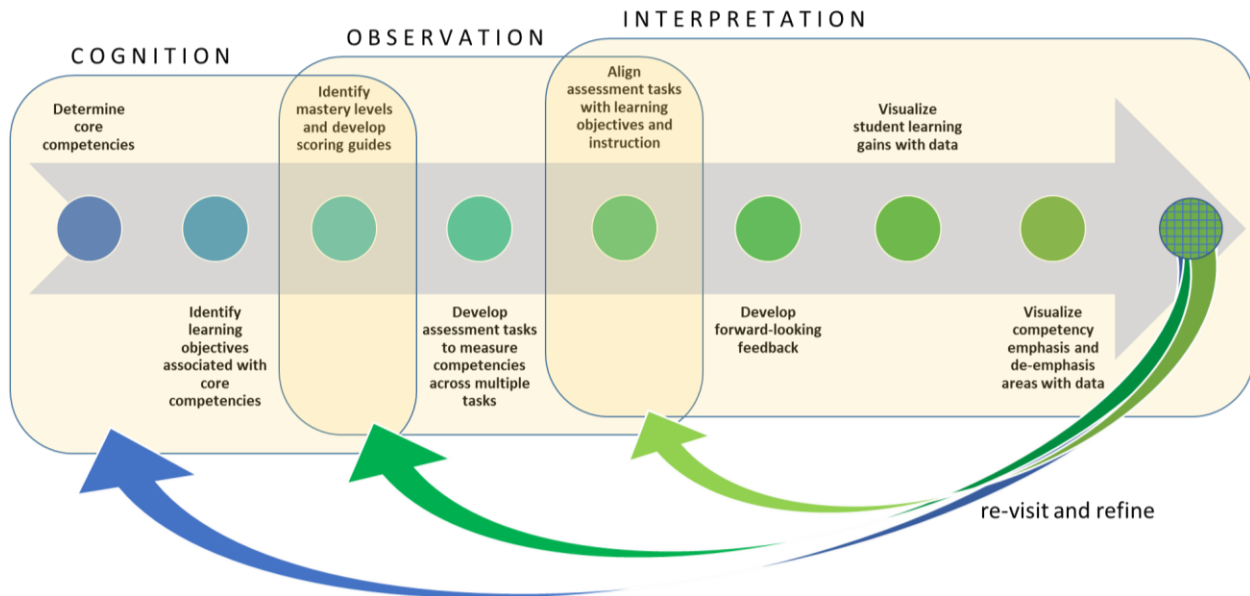 INTERPRETATION
OBSERVATION
COGNITION
Determine
core
competencies
Identify
learning
objectives
associated with
core
competencies
Identify
mastery levels
and develop
scoring guides
Develop
assessment tasks
to measure
competencies
across multiple
tasks
Align
assessment tasks
with learning
objectives and
instruction
Develop
forward-looking
feedback
Visualize
student learning
gains with data
Visualize
competency
emphasis and
de-emphasis
areas with data
re-visit and refine